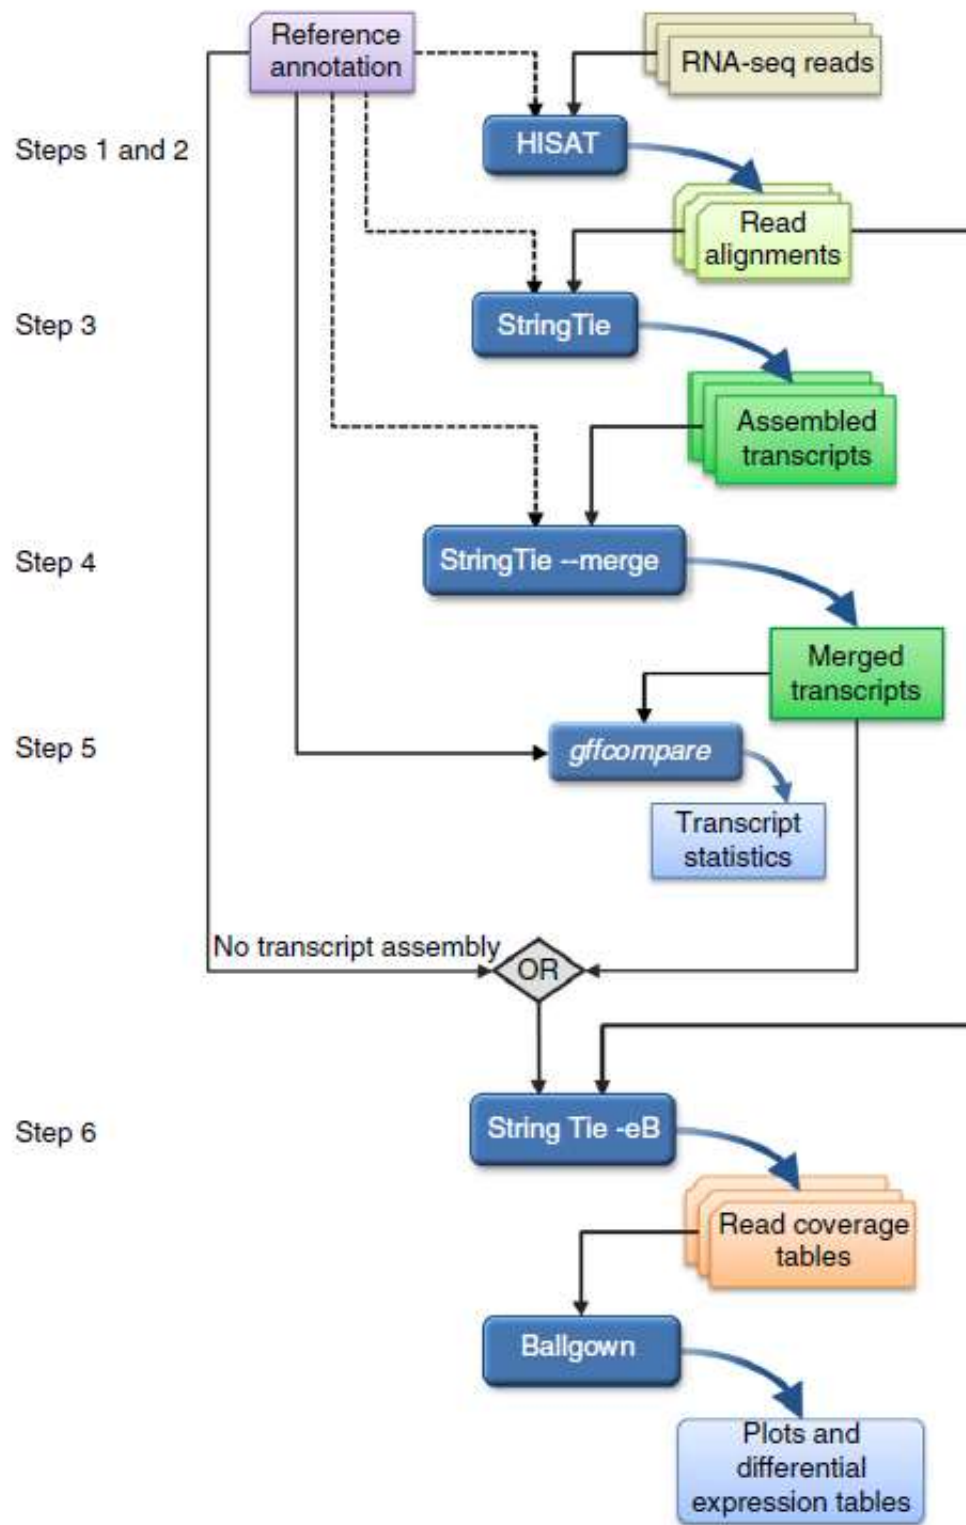 Reference
annotation
RNA-seq reads
Steps 1 and 2
HISAT
Read
alignments
Step 3
StringTie
Assembled
transcripts
Step 4
StringTie --merge
Merged
transcripts
Step 5
gffcompare
Transcript
statistics
No transcript assembly
OR
Step 6
String Tie -eB
Read coverage
tables
Ballgown
Plots and
differential
expression tables